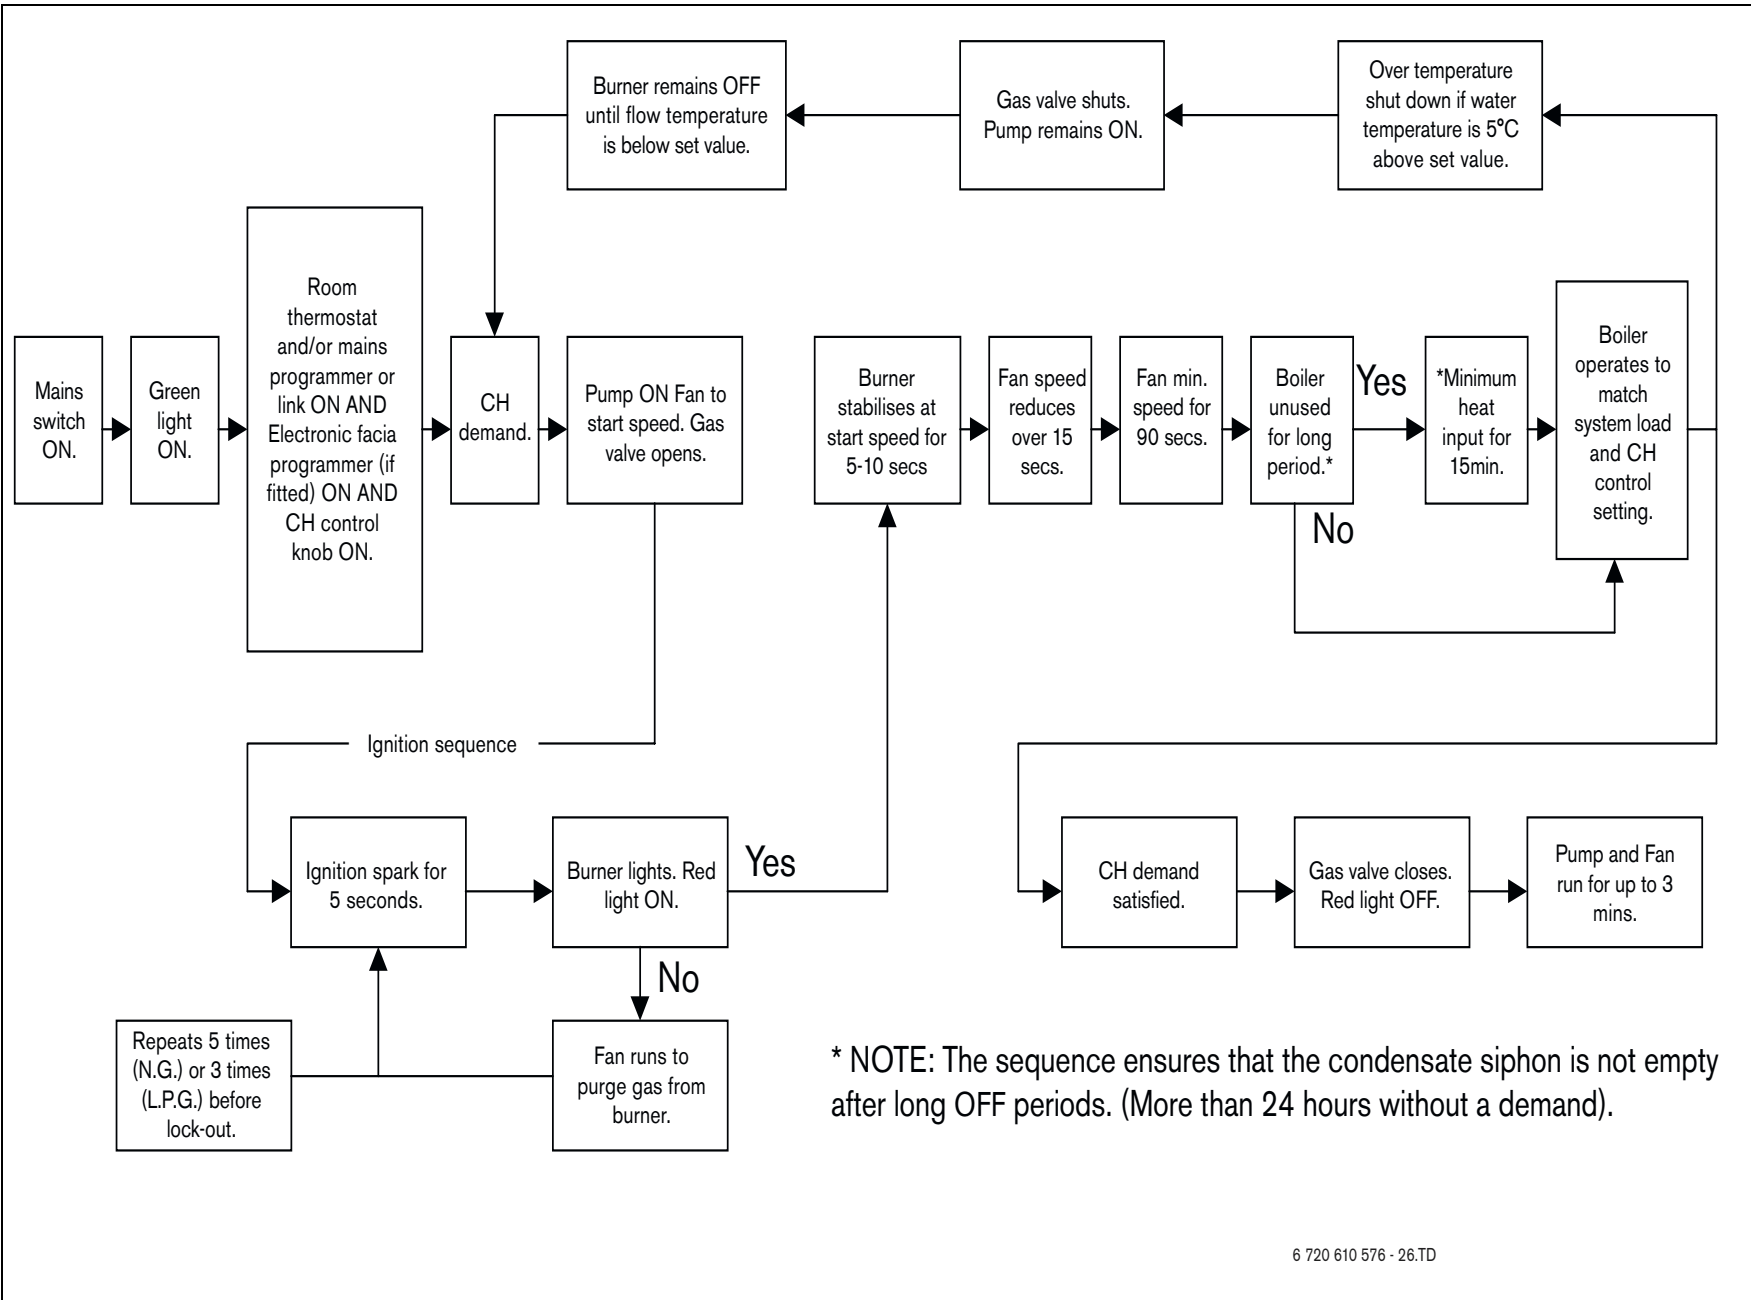 Burner remains OFF
until flow temperature
is below set value.
Gas valve shuts.
Pump remains ON.
Over temperature
shut down if water
temperature is 5°C
above set value.
Mains
switch
ON.
Green
light
ON.
Room
thermostat
and/or mains
programmer or
link ON AND
Electronic facia
programmer (if
fitted) ON AND
CH control
knob ON.
CH
demand.
Pump ON Fan to
start speed. Gas
valve opens.
Burner
stabilises at
start speed for
5-10 secs
Fan speed
reduces
over 15
secs.
Fan min.
speed for
90 secs.
Boiler
unused
for long
period.*
Yes
No
*Minimum
heat
input for
15min.
Boiler
operates to
match
system load
and CH
control
setting.
Ignition sequence
Ignition spark for
5 seconds.
Burner lights. Red
light ON.
Yes
No
CH demand
satisfied.
Gas valve closes.
Red light OFF.
Pump and Fan
run for up to 3
mins.
Repeats 5 times
(N.G.) or 3 times
(L.P.G.) before
lock-out.
Fan runs to
purge gas from
burner.
* NOTE: The sequence ensures that the condensate siphon is not empty
after long OFF periods. (More than 24 hours without a demand).
6 720 610 576 - 26.TD